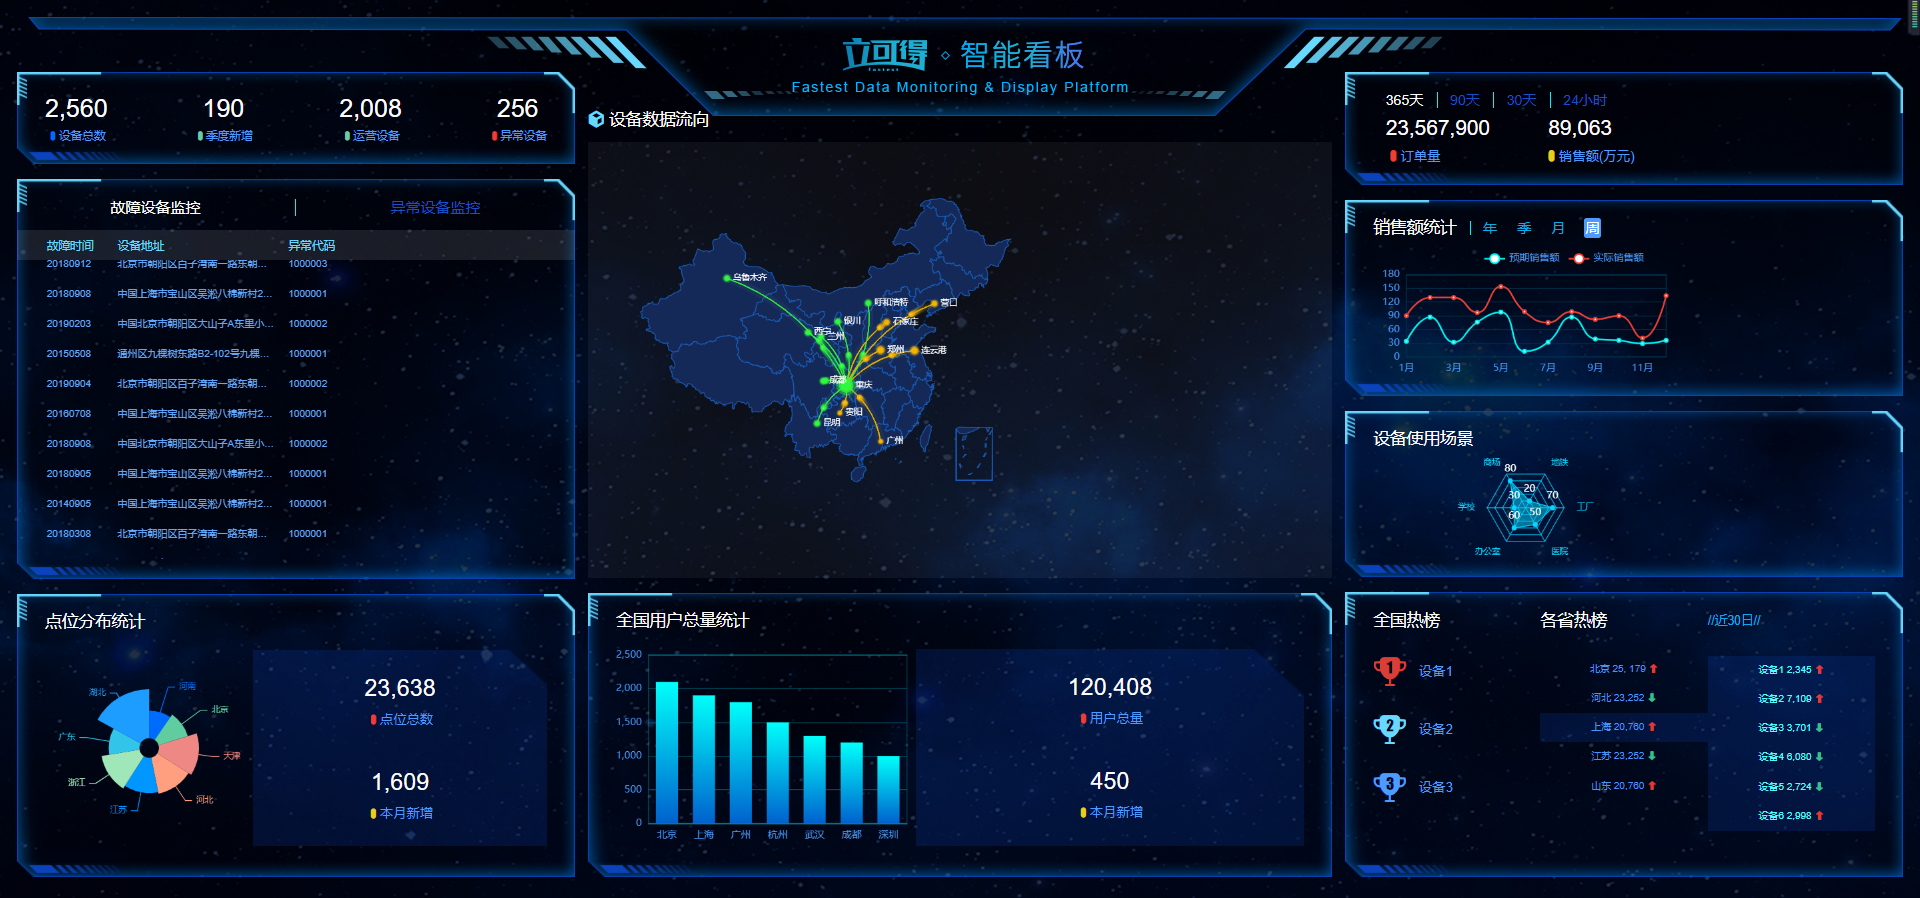 立可得 ◇ 智能看板
Fastest
Fastest Data Monitoring & Display Platform
2,560 190 2,008 256
设备总数 季度新增 运营设备 异常设备
故障设备监控 异常设备监控
故障时间 设备地址 异常代码
20180912 北京市朝阳区百子湾南一路东朝... 1000003
20180908 中国上海市宝山区吴淞八棉新村2... 1000001
20190203 中国北京市朝阳区大山子A东里小... 1000002
20150508 通州区九棵树东路B2-102号九棵... 1000001
20190904 北京市朝阳区百子湾南一路东朝... 1000002
20160708 中国上海市宝山区吴淞八棉新村2... 1000001
20180908 中国北京市朝阳区大山子A东里小... 1000002
20180905 中国上海市宝山区吴淞八棉新村2... 1000001
20140905 中国上海市宝山区吴淞八棉新村2... 1000001
20180308 北京市朝阳区百子湾南一路东朝... 1000001
点位分布统计
湖北
河南
北京
广东
天津
浙江
河北
江苏
23,638
点位总数
1,609
本月新增
设备数据流向
乌鲁木齐
呼和浩特
营口
银川
石家庄
西宁
兰州
郑州
连云港
成都
重庆
贵阳
昆明
广州
全国用户总量统计
2,500
2,000
1,500
1,000
500
0
北京 上海 广州 杭州 武汉 成都 深圳
120,408
用户总量
450
本月新增
365天 90天 30天 24小时
23,567,900 89,063
订单量 销售额(万元)
销售额统计 年 季 月 周
预期销售额 实际销售额
180
150
120
90
60
30
0
1月 3月 5月 7月 9月 11月
设备使用场景
商场 80 地铁
20
30 70
学校 工厂
60 50
办公室 医院
全国热榜 各省热榜 //近30日//
1 设备1
2 设备2
3 设备3
北京 25, 179
河北 23,252
上海 20,760
江苏 23,252
山东 20,760
设备1 2,345
设备2 7,109
设备3 3,701
设备4 6,080
设备5 2,724
设备6 2,998